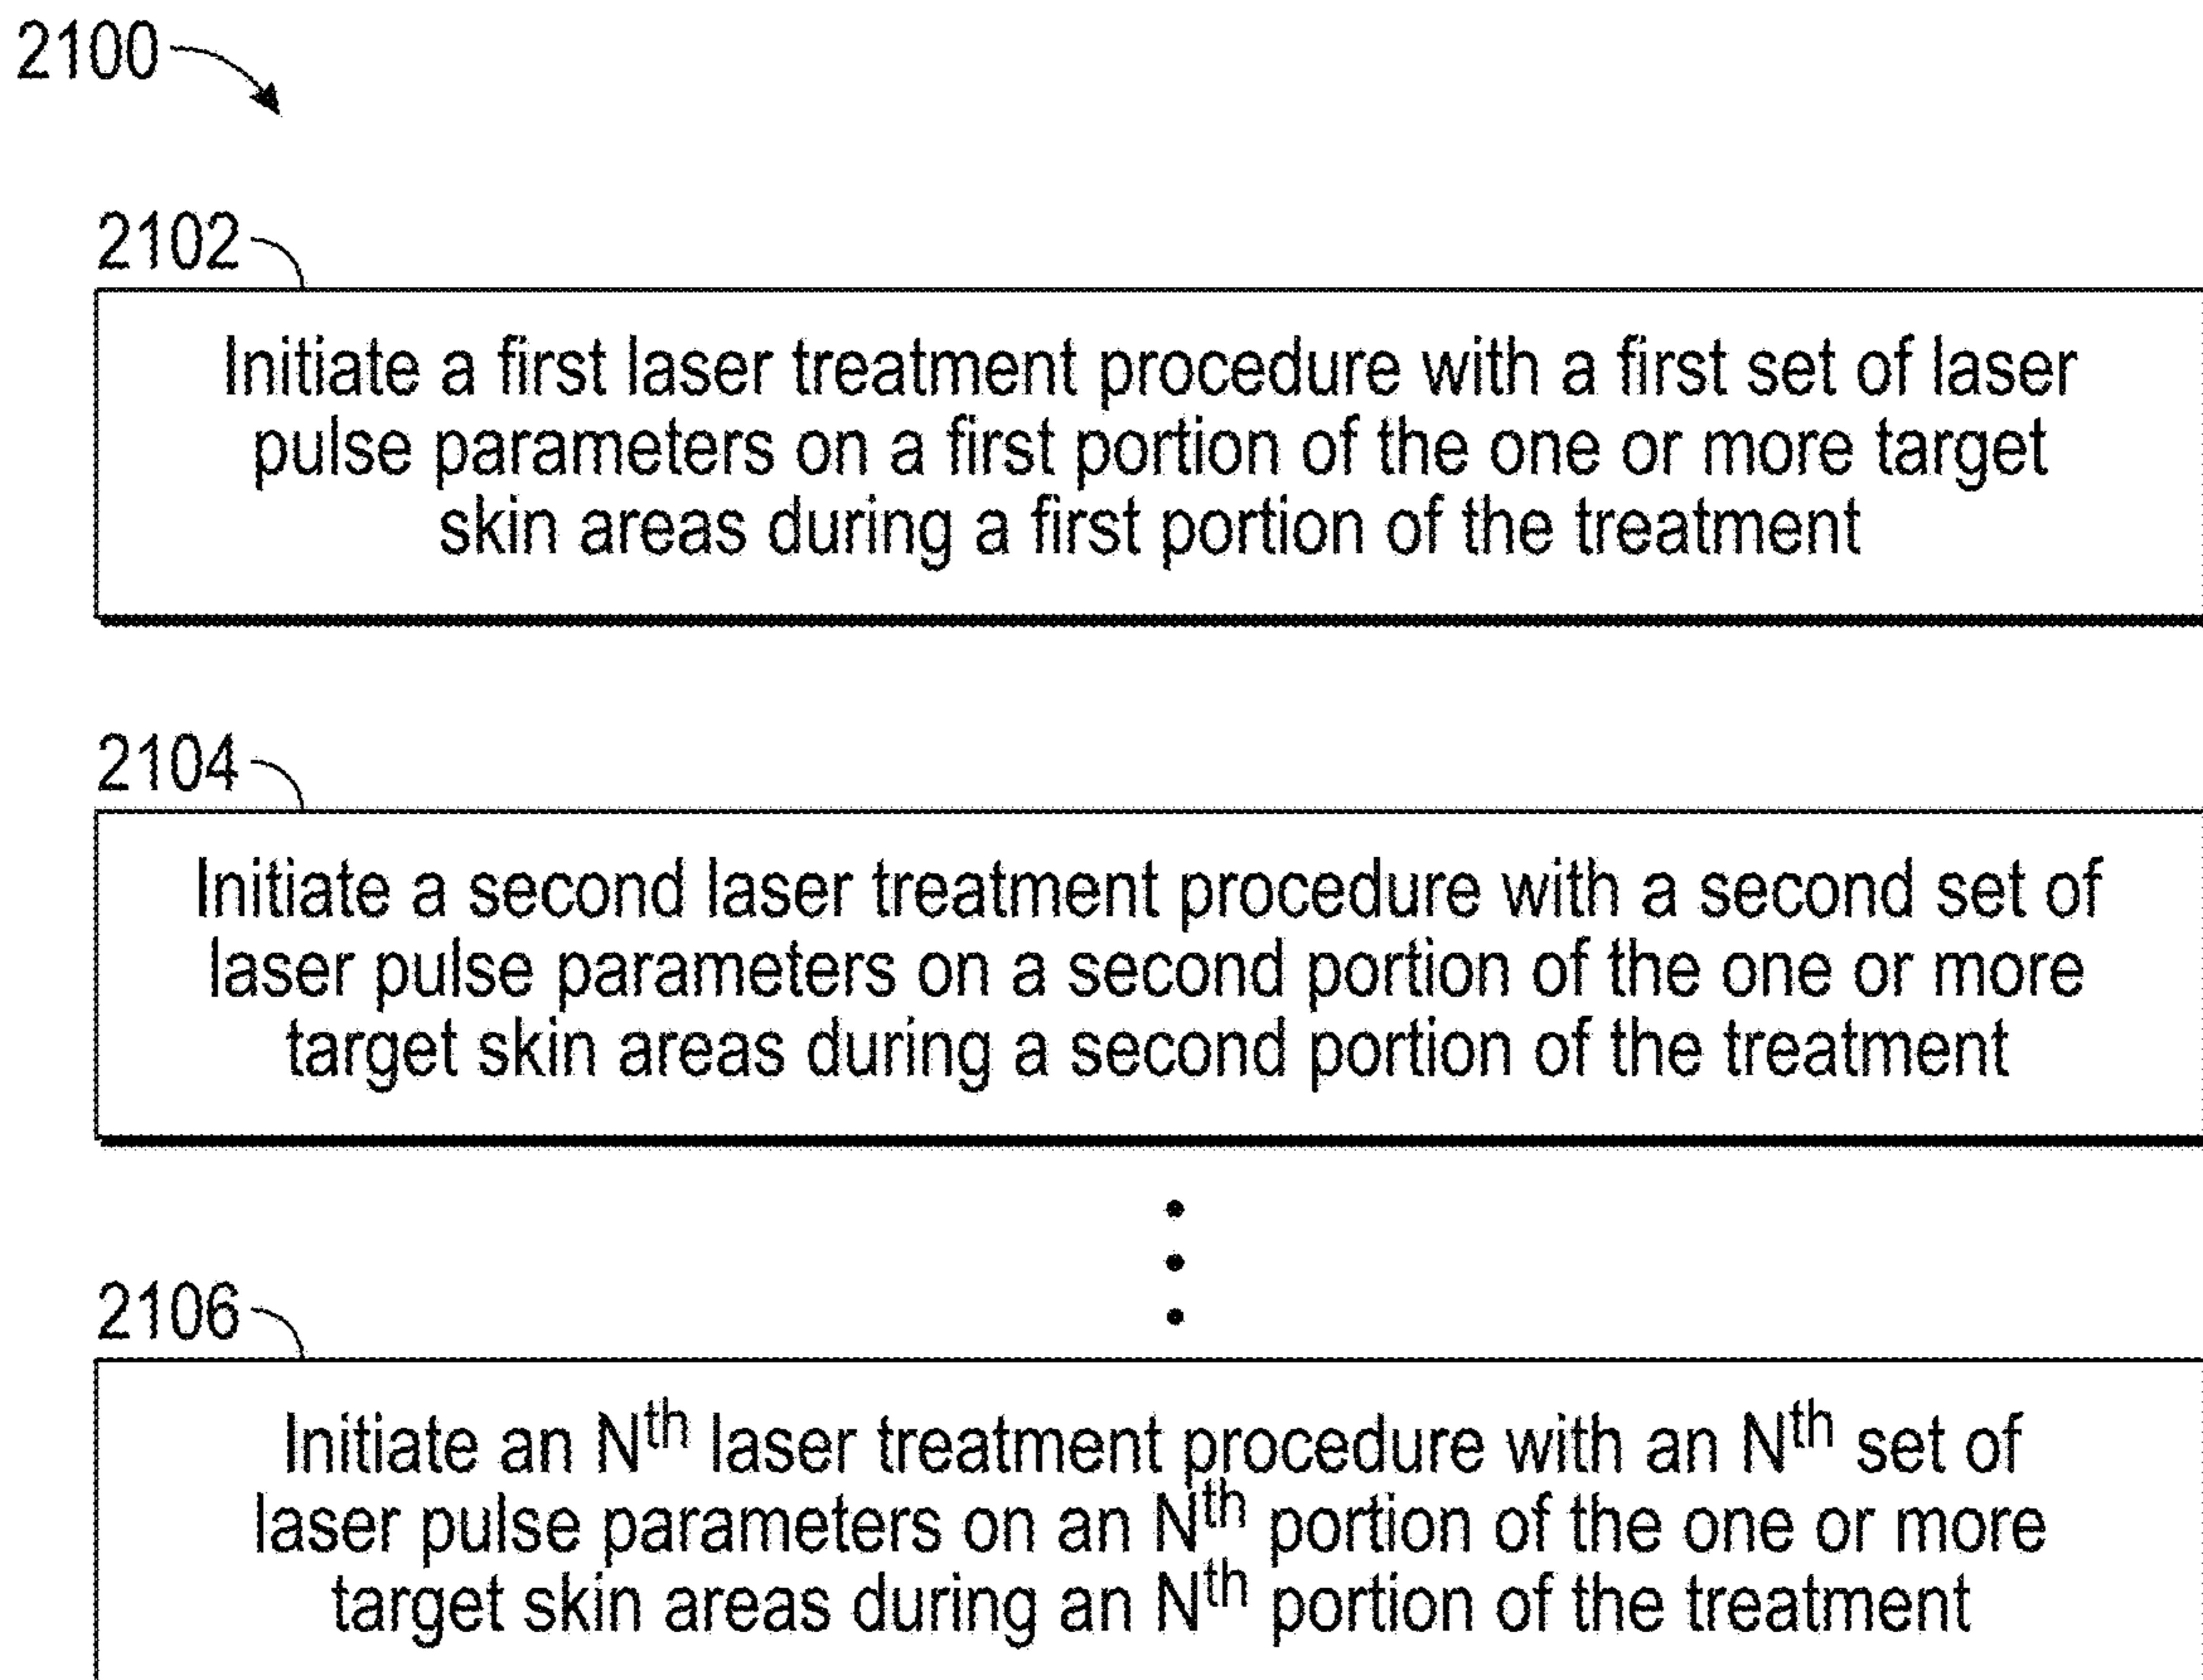 2100
2102
Initiate a first laser treatment procedure with a first set of laser
pulse parameters on a first portion of the one or more target
skin areas during a first portion of the treatment
2104
Initiate a second laser treatment procedure with a second set of
laser pulse parameters on a second portion of the one or more
target skin areas during a second portion of the treatment
2106
Initiate an Nth laser treatment procedure with an Nth set of
laser pulse parameters on an Nth portion of the one or more
target skin areas during an Nth portion of the treatment